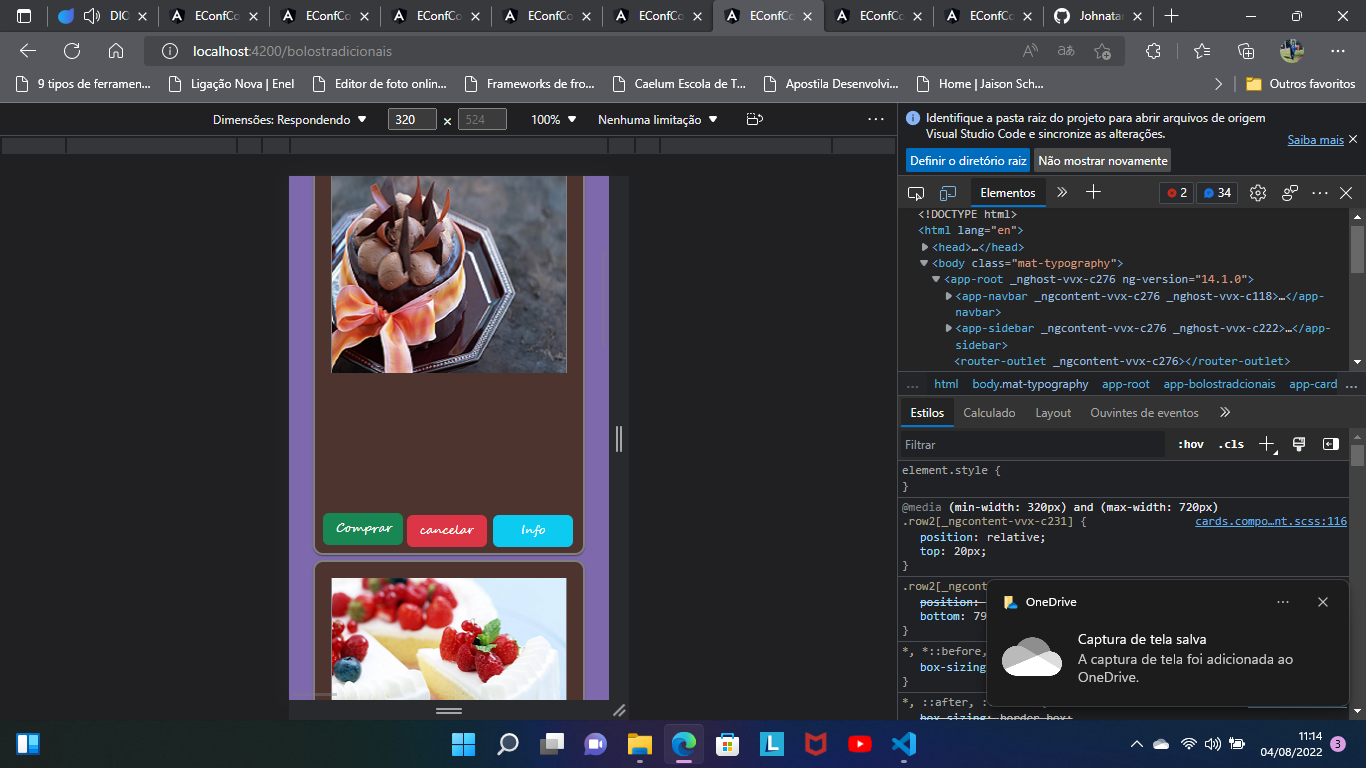 DIC
EConfCo
EConfCo
EConfCo
EConfCo
EConfCo
EConfCo
EConfCo
EConfCo
Johnatar
localhost:4200/bolostradicionais
9 tipos de ferramen...
Ligação Nova | Enel
Editor de foto onlin...
Frameworks de fro...
Caelum Escola de T...
Apostila Desenvolvi...
Home | Jaison Sch...
Outros favoritos
Dimensões: Respondendo
320 × 524
100%
Nenhuma limitação
Identifique a pasta raiz do projeto para abrir arquivos de origem
Visual Studio Code e sincronize as alterações.
Saiba mais
Definir o diretório raiz
Não mostrar novamente
Elementos
2
34
<!DOCTYPE html>
<html lang="en">
<head>…</head>
<body class="mat-typography">
<app-root _nghost-vvx-c276 ng-version="14.1.0">
<app-navbar _ngcontent-vvx-c276 _nghost-vvx-c118>…</app-
navbar>
<app-sidebar _ngcontent-vvx-c276 _nghost-vvx-c222>…</app-
sidebar>
<router-outlet _ngcontent-vvx-c276></router-outlet>
... html body.mat-typography app-root app-bolostradcionais app-card ...
Estilos
Calculado
Layout
Ouvintes de eventos
Filtrar
:hov
.cls
element.style {
}
@media (min-width: 320px) and (max-width: 720px)
.row2[_ngcontent-vvx-c231] {
cards.compo…nt.scss:116
position: relative;
top: 20px;
}
.row2[_ngcont
position:
bottom: 79
}
*, *::before,
box-sizing
}
*, ::after, :
box-sizing: border-box;
Comprar
cancelar
Info
OneDrive
Captura de tela salva
A captura de tela foi adicionada ao
OneDrive.
11:14
04/08/2022
3